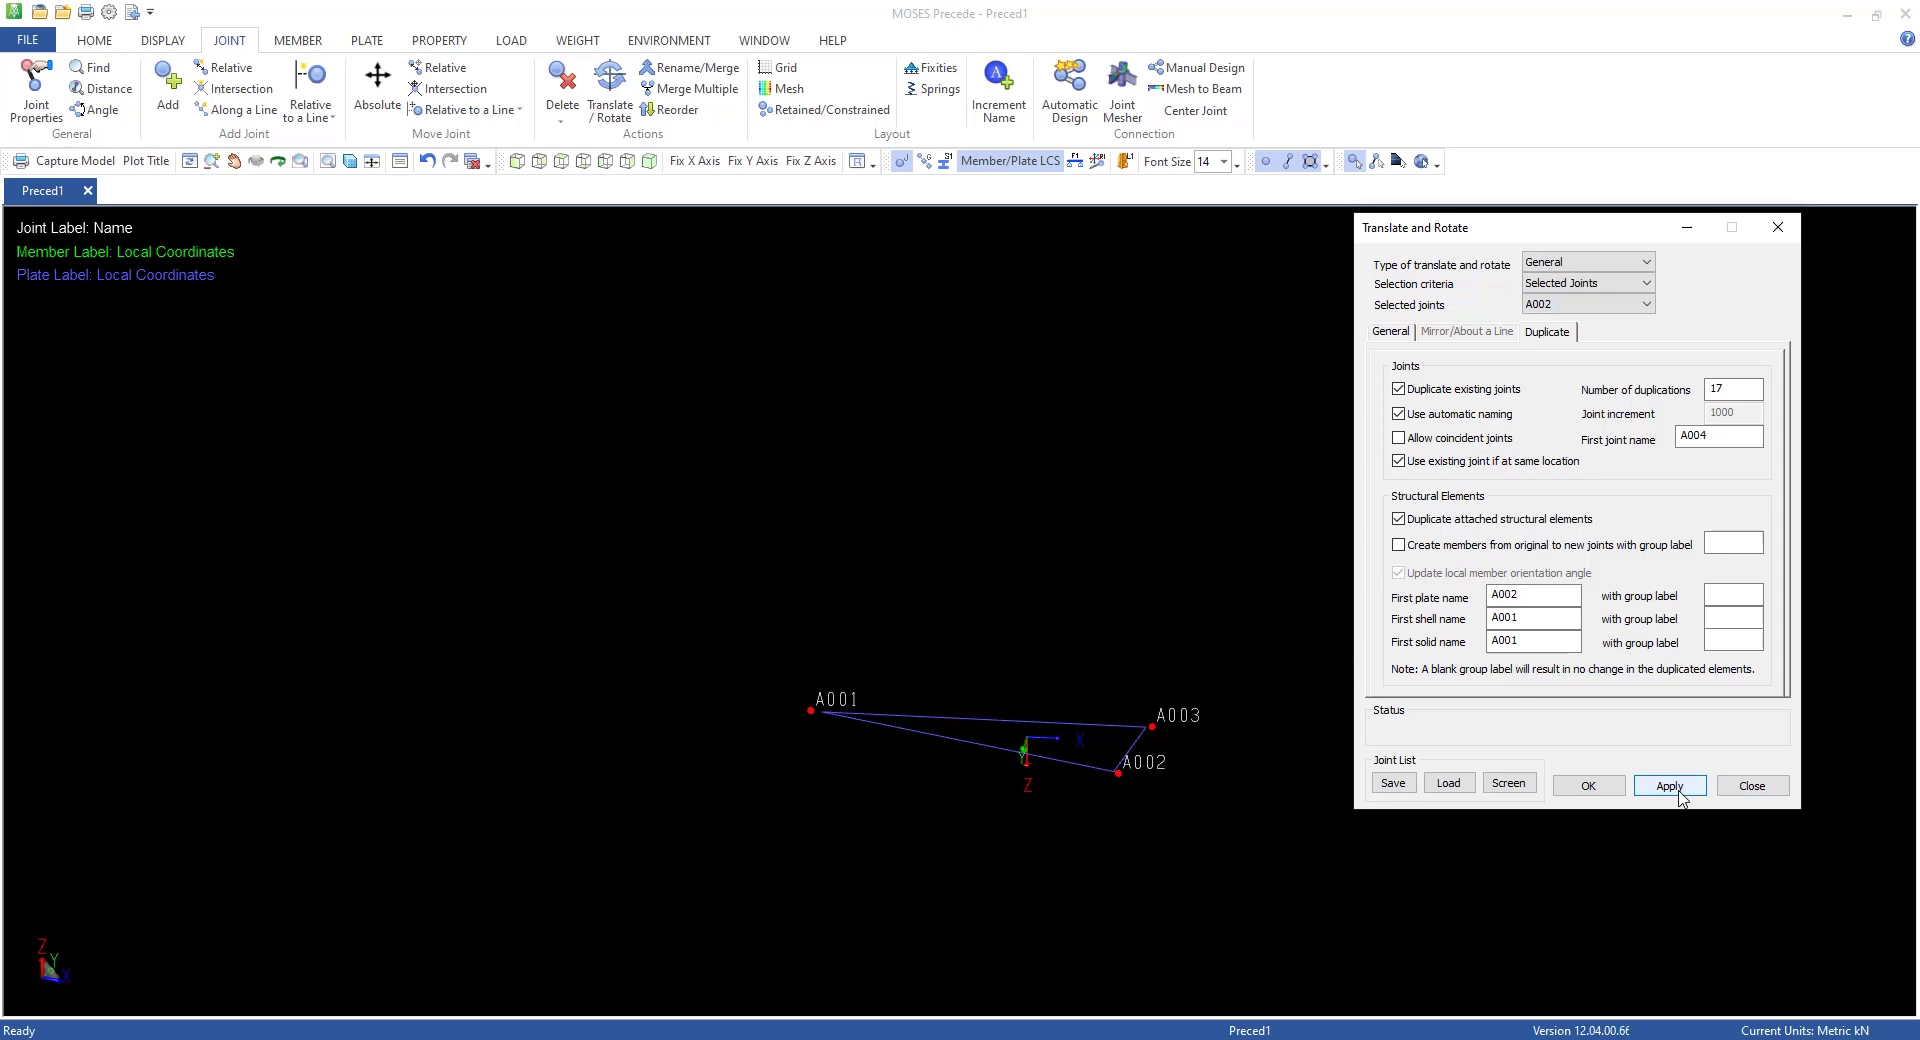 MOSES Precede - Preced1
FILE HOME DISPLAY JOINT MEMBER PLATE PROPERTY LOAD WEIGHT ENVIRONMENT WINDOW HELP
Joint Properties
Find
Distance
Angle
General
Add
Relative
Intersection
Along a Line
Relative to a Line
Add Joint
Absolute
Relative
Intersection
Relative to a Line
Move Joint
Delete
Translate / Rotate
Rename/Merge
Merge Multiple
Reorder
Actions
Grid
Mesh
Retained/Constrained
Fixities
Springs
Increment Name
Layout
Automatic Design
Joint Mesher
Manual Design
Mesh to Beam
Center Joint
Connection
Capture Model Plot Title Fix X Axis Fix Y Axis Fix Z Axis Member/Plate LCS Font Size 14
Preced1
Joint Label: Name
Member Label: Local Coordinates
Plate Label: Local Coordinates
A001
A003
A002
X
Y
Z
Z
Y
X
Translate and Rotate
Type of translate and rotate General
Selection criteria Selected Joints
Selected joints A002
General Mirror/About a Line Duplicate
Joints
Duplicate existing joints Number of duplications 17
Use automatic naming Joint increment 1000
Allow coincident joints First joint name A004
Use existing joint if at same location
Structural Elements
Duplicate attached structural elements
Create members from original to new joints with group label
Update local member orientation angle
First plate name A002 with group label
First shell name A001 with group label
First solid name A001 with group label
Note: A blank group label will result in no change in the duplicated elements.
Status
Joint List
Save Load Screen OK Apply Close
Ready Preced1 Version 12.04.00.66 Current Units: Metric kN